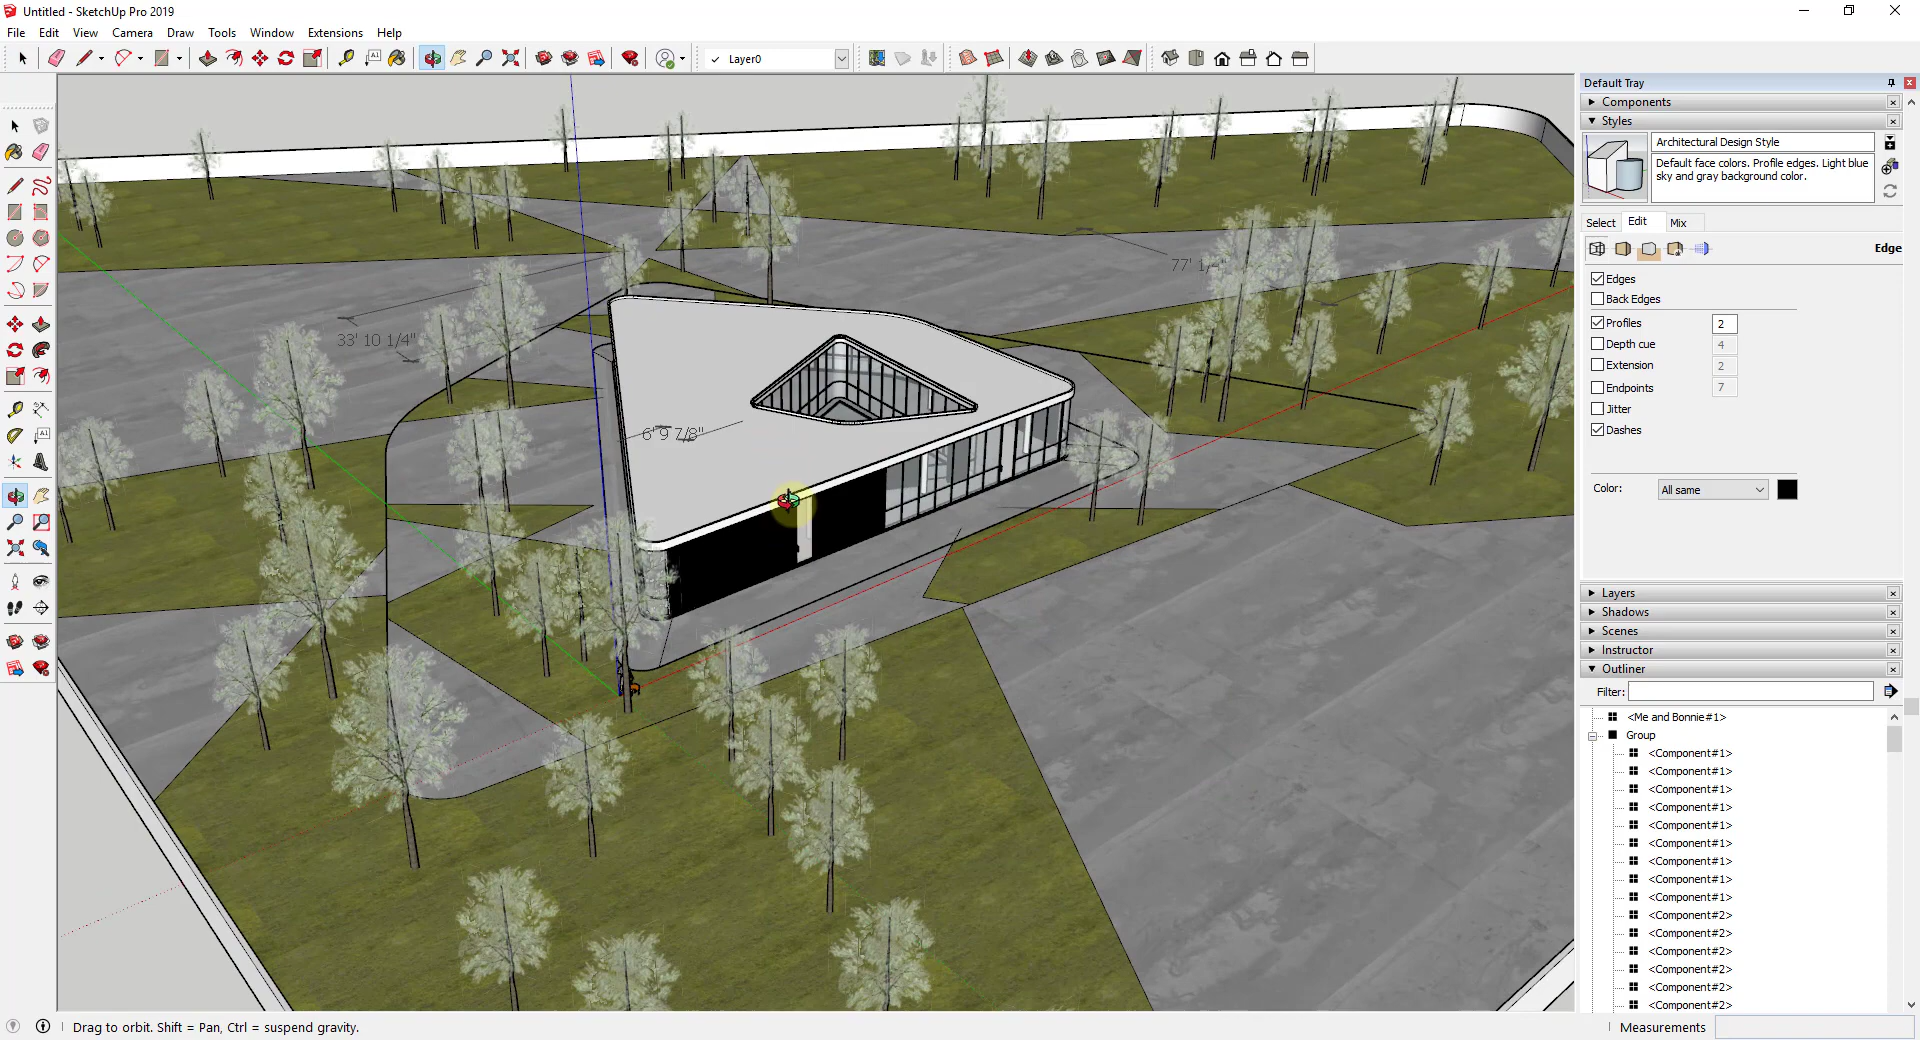 Untitled - SketchUp Pro 2019
File Edit View Camera Draw Tools Window Extensions Help
Layer0
Default Tray
Components
Styles
Architectural Design Style
Default face colors. Profile edges. Light blue
sky and gray background color.
Select Edit Mix
Edge
Edges
Back Edges
Profiles 2
Depth cue 4
Extension 2
Endpoints 7
Jitter
Dashes
Color: All same
Layers
Shadows
Scenes
Instructor
Outliner
Filter:
<Me and Bonnie#1>
Group
<Component#1>
<Component#1>
<Component#1>
<Component#1>
<Component#1>
<Component#1>
<Component#1>
<Component#1>
<Component#1>
<Component#2>
<Component#2>
<Component#2>
<Component#2>
<Component#2>
<Component#2>
77' 1/4"
33' 10 1/4"
6' 9 7/8"
Drag to orbit. Shift = Pan, Ctrl = suspend gravity.
Measurements